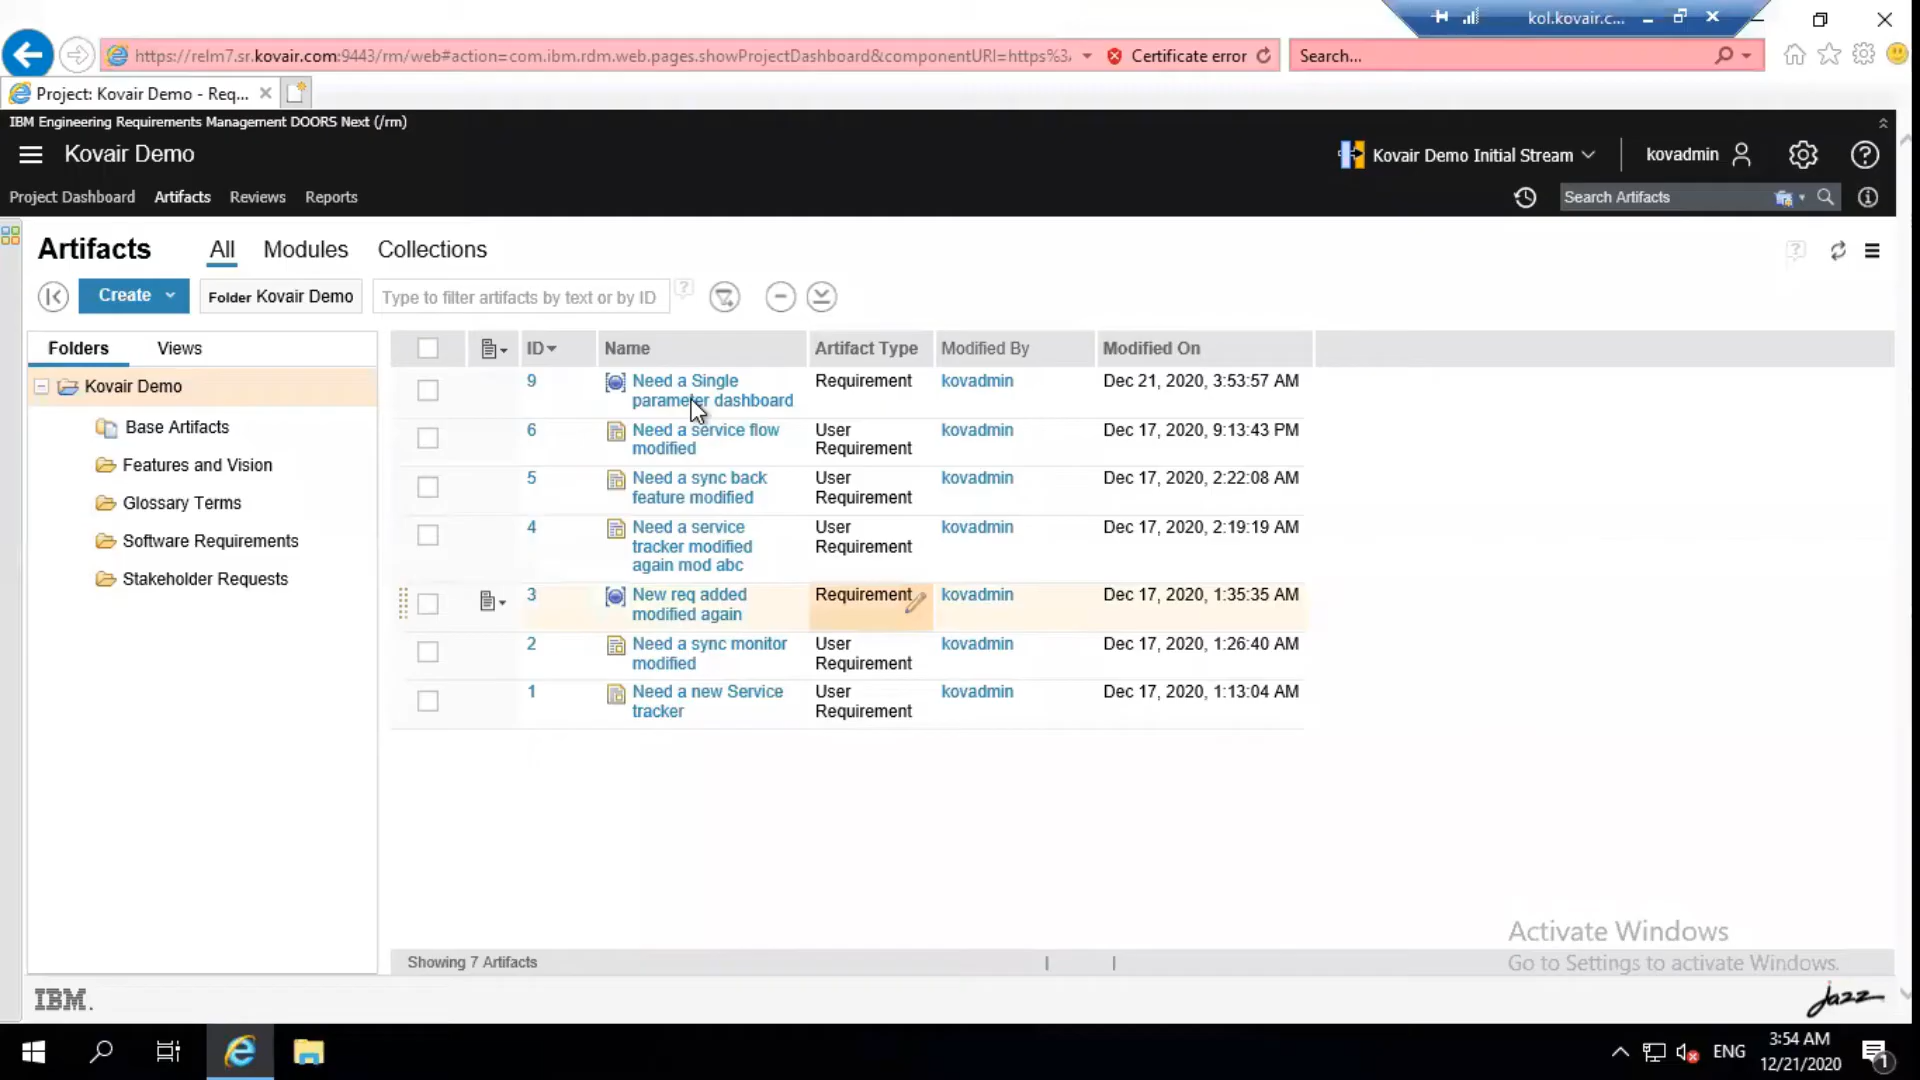 kol.kovair.c...
https://relm7.sr.kovair.com:9443/rm/web#action=com.ibm.rdm.web.pages.showProjectDashboard&componentURI=https%3,
Certificate error
Search...
Project: Kovair Demo - Req...
IBM Engineering Requirements Management DOORS Next (/rm)
Kovair Demo
Kovair Demo Initial Stream
kovadmin
Project Dashboard Artifacts Reviews Reports
Search Artifacts
Artifacts All Modules Collections
Create
Folder Kovair Demo
Type to filter artifacts by text or by ID
Folders Views
Kovair Demo
Base Artifacts
Features and Vision
Glossary Terms
Software Requirements
Stakeholder Requests
ID Name Artifact Type Modified By Modified On
9 Need a Single Requirement kovadmin Dec 21, 2020, 3:53:57 AM
parameter dashboard
6 Need a service flow User kovadmin Dec 17, 2020, 9:13:43 PM
modified Requirement
5 Need a sync back User kovadmin Dec 17, 2020, 2:22:08 AM
feature modified Requirement
4 Need a service User kovadmin Dec 17, 2020, 2:19:19 AM
tracker modified Requirement
again mod abc
3 New req added Requirement kovadmin Dec 17, 2020, 1:35:35 AM
modified again
2 Need a sync monitor User kovadmin Dec 17, 2020, 1:26:40 AM
modified Requirement
1 Need a new Service User kovadmin Dec 17, 2020, 1:13:04 AM
tracker Requirement
Activate Windows
Go to Settings to activate Windows.
Showing 7 Artifacts
IBM.
jazz
ENG
3:54 AM
12/21/2020
1